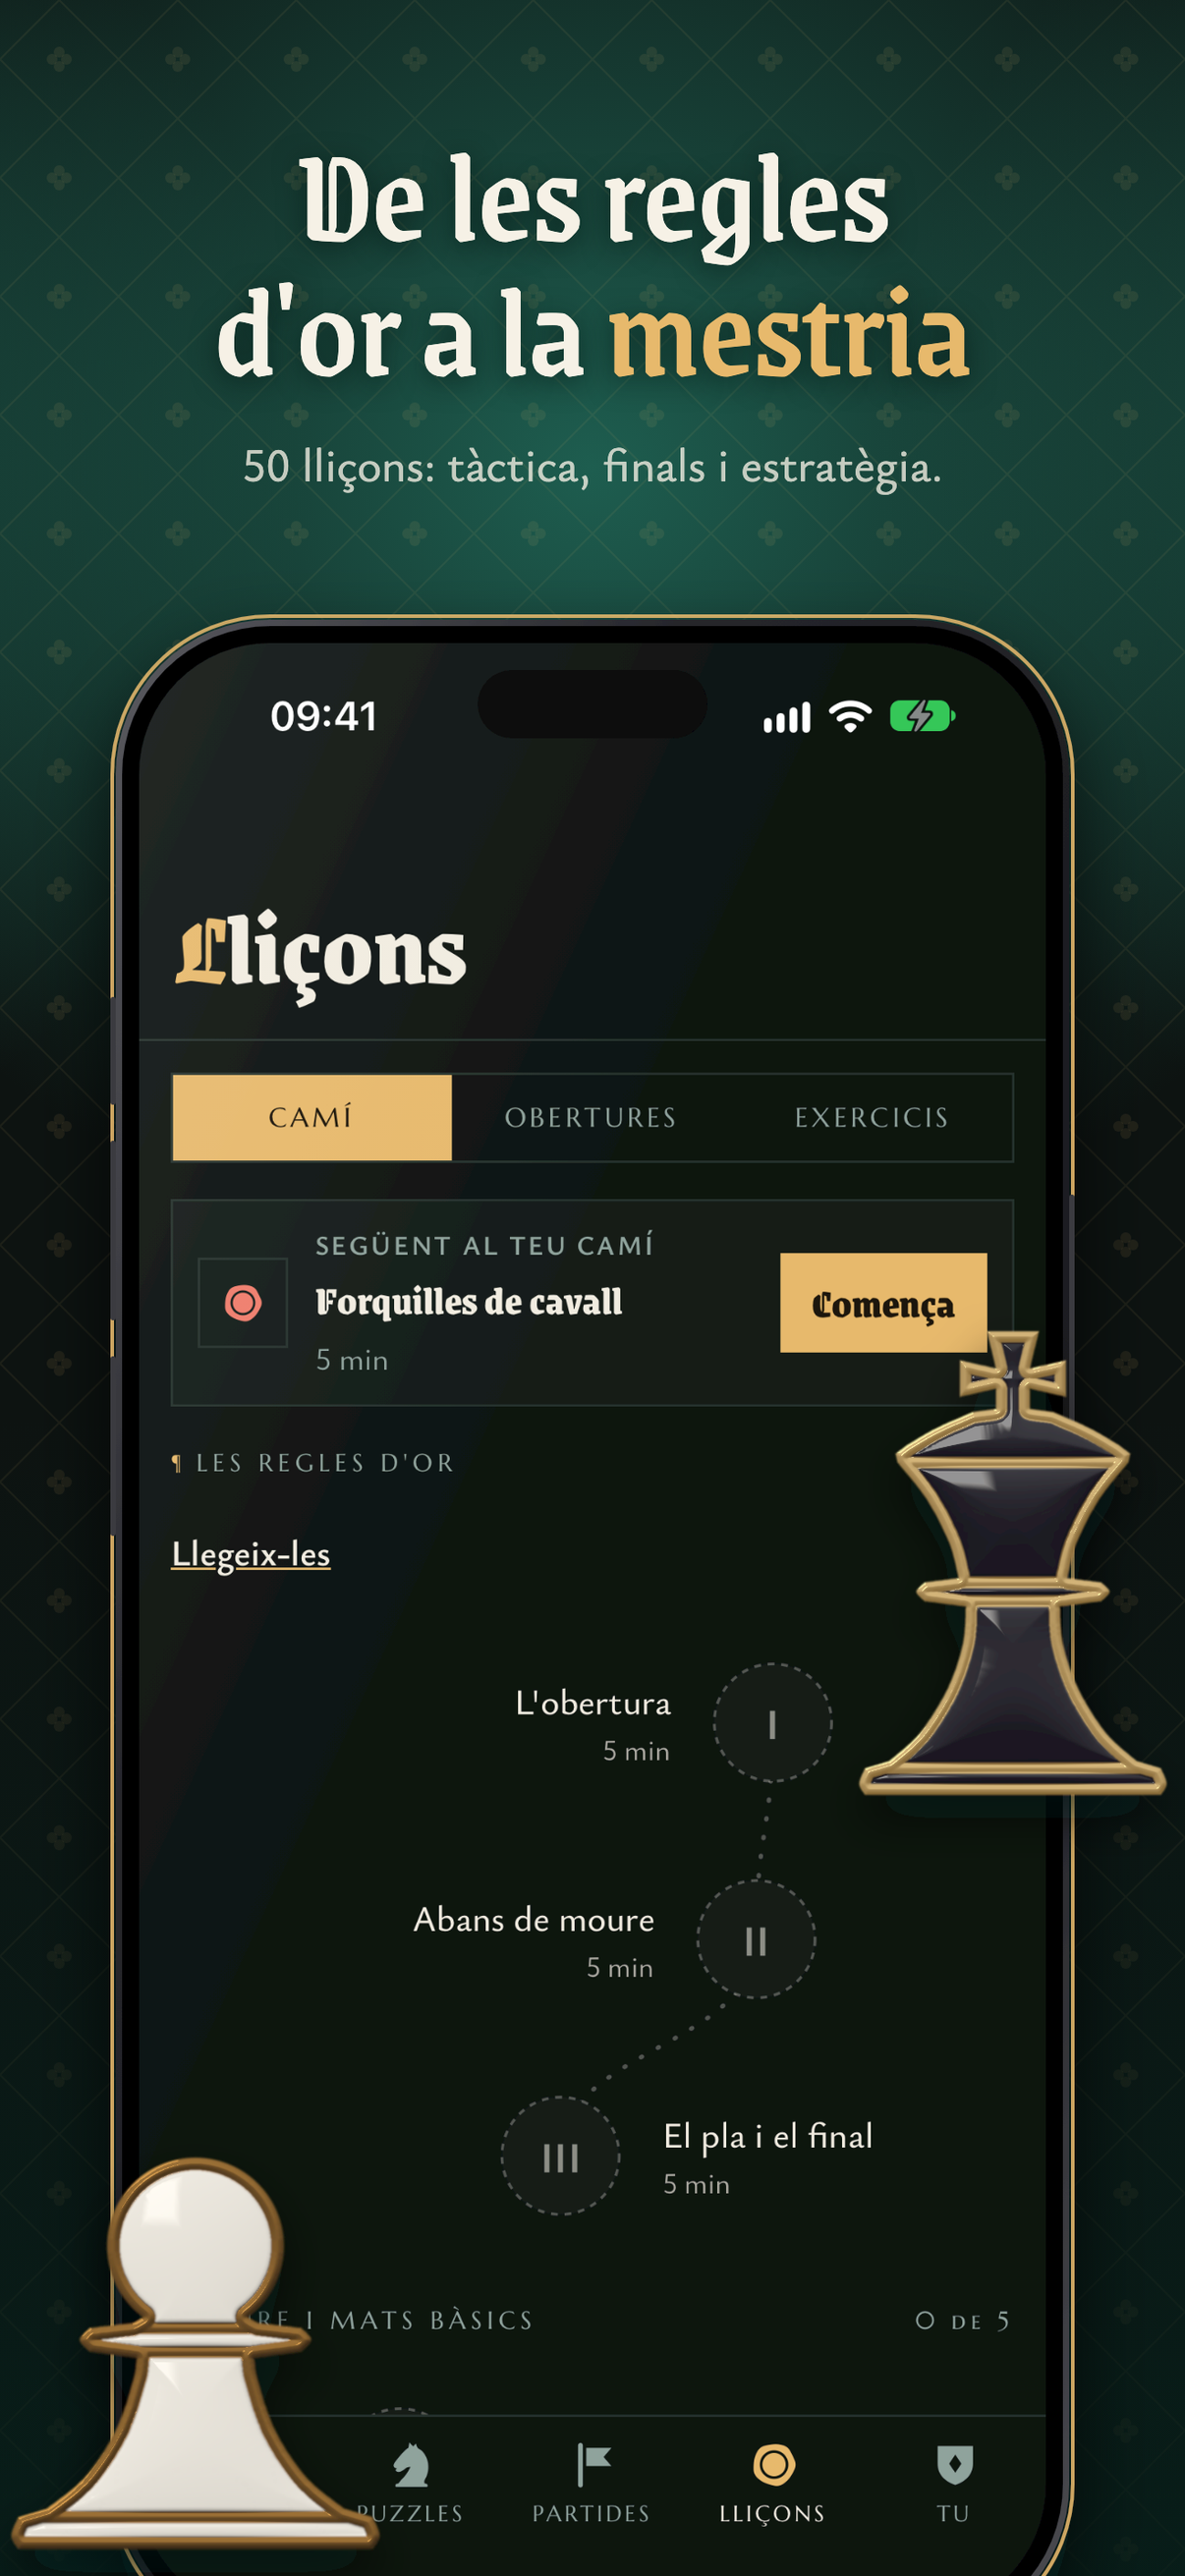 De les regles
d'or a la mestria
50 lliçons: tàctica, finals i estratègia.
09:41
Lliçons
CAMÍ
OBERTURES
EXERCICIS
SEGÜENT AL TEU CAMÍ
Forquilles de cavall
5 min
Comença
¶ LES REGLES D'OR
Llegeix-les
L'obertura
5 min
I
Abans de moure
5 min
II
III
El pla i el final
5 min
I MATS BÀSICS
0 DE 5
PUZZLES
PARTIDES
LLIÇONS
TU